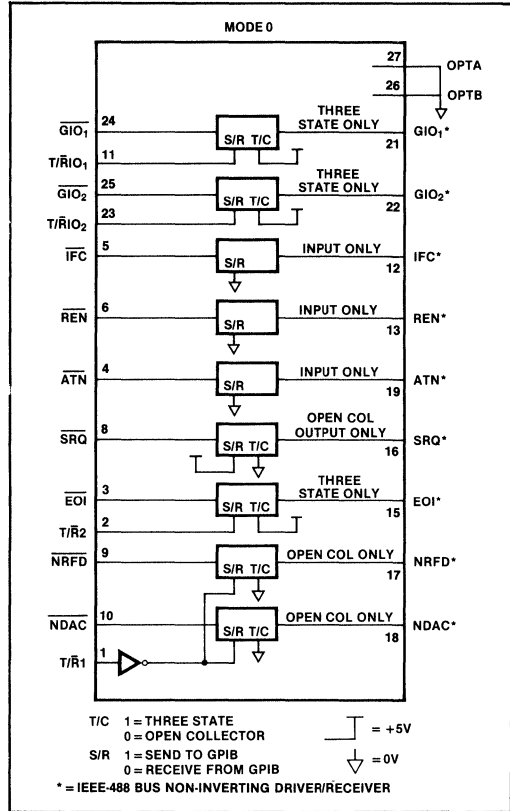 MODE 0
27
OPTA
26
OPTB
GIO1 24 S/R T/C THREE STATE ONLY 21 GIO1*
T/RIO1 11
GIO2 25 S/R T/C THREE STATE ONLY 22 GIO2*
T/RIO2 23
IFC 5 S/R INPUT ONLY 12 IFC*
REN 6 S/R INPUT ONLY 13 REN*
ATN 4 S/R INPUT ONLY 19 ATN*
SRQ 8 S/R T/C OPEN COL OUTPUT ONLY 16 SRQ*
EOI 3 S/R T/C THREE STATE ONLY 15 EOI*
T/R2 2
NRFD 9 S/R T/C OPEN COL ONLY 17 NRFD*
NDAC 10 S/R T/C OPEN COL ONLY 18 NDAC*
T/R1 1
T/C 1 = THREE STATE
0 = OPEN COLLECTOR
= +5V
S/R 1 = SEND TO GPIB
0 = RECEIVE FROM GPIB
= 0V
* = IEEE-488 BUS NON-INVERTING DRIVER/RECEIVER